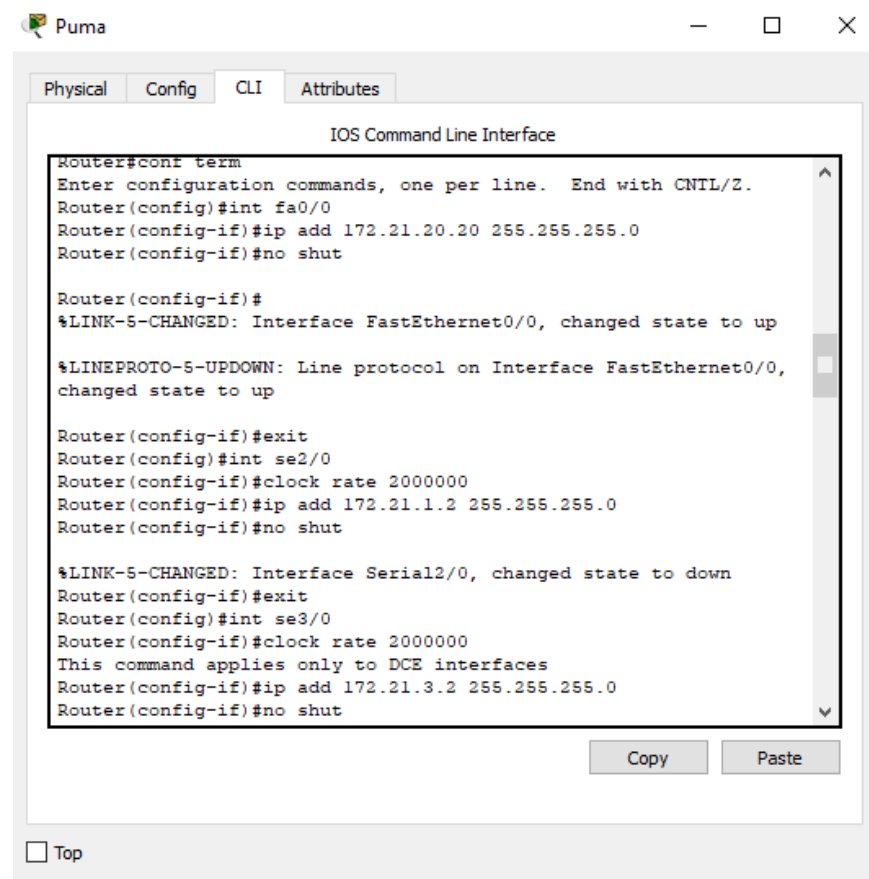 Puma
Physical Config CLI Attributes
IOS Command Line Interface
Router#conf term
Enter configuration commands, one per line.  End with CNTL/Z.
Router(config)#int fa0/0
Router(config-if)#ip add 172.21.20.20 255.255.255.0
Router(config-if)#no shut
Router(config-if)#
%LINK-5-CHANGED: Interface FastEthernet0/0, changed state to up
%LINEPROTO-5-UPDOWN: Line protocol on Interface FastEthernet0/0,
changed state to up
Router(config-if)#exit
Router(config)#int se2/0
Router(config-if)#clock rate 2000000
Router(config-if)#ip add 172.21.1.2 255.255.255.0
Router(config-if)#no shut
%LINK-5-CHANGED: Interface Serial2/0, changed state to down
Router(config-if)#exit
Router(config)#int se3/0
Router(config-if)#clock rate 2000000
This command applies only to DCE interfaces
Router(config-if)#ip add 172.21.3.2 255.255.255.0
Router(config-if)#no shut
Copy Paste
Top